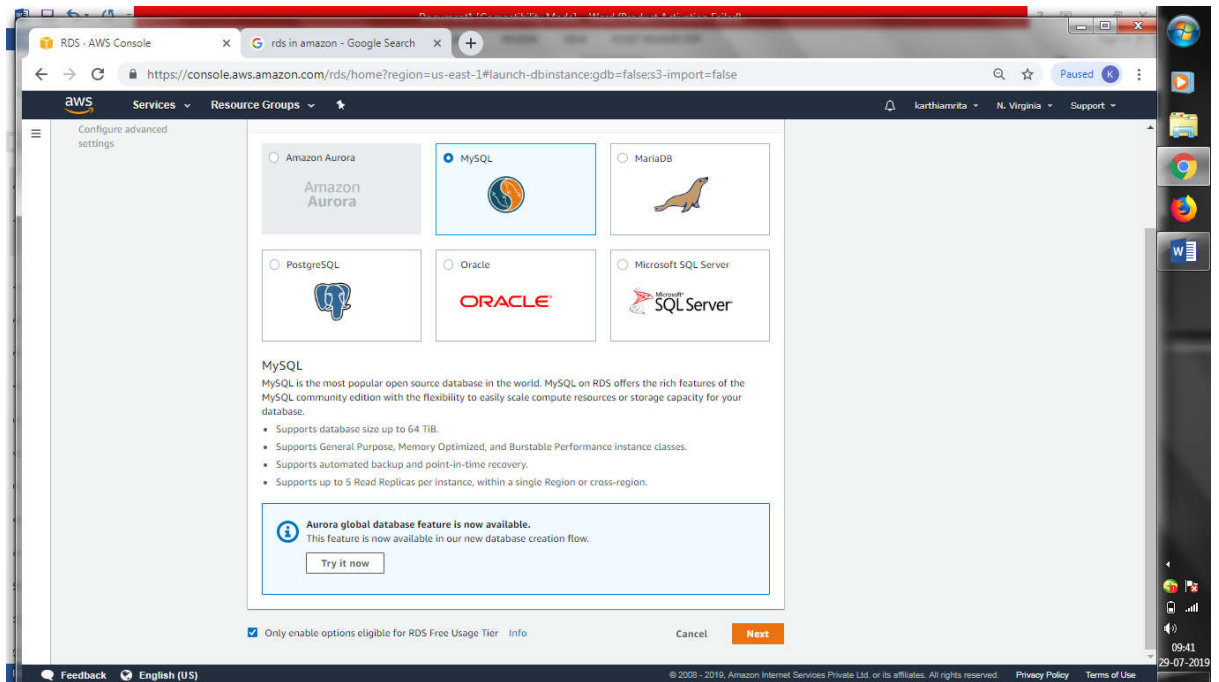 Document1 [Compatibility Mode] - Word (Product Activation Failed)
RDS - AWS Console
rds in amazon - Google Search
https://console.aws.amazon.com/rds/home?region=us-east-1#launch-dbinstance:gdb=false;s3-import=false
Paused K
aws Services Resource Groups karthiamrita N. Virginia Support
Configure advanced
settings
Amazon Aurora MySQL MariaDB
Amazon
Aurora
PostgreSQL Oracle Microsoft SQL Server
ORACLE Microsoft SQL Server
MySQL
MySQL is the most popular open source database in the world. MySQL on RDS offers the rich features of the
MySQL community edition with the flexibility to easily scale compute resources or storage capacity for your
database.
Supports database size up to 64 TiB.
Supports General Purpose, Memory Optimized, and Burstable Performance instance classes.
Supports automated backup and point-in-time recovery.
Supports up to 5 Read Replicas per instance, within a single Region or cross-region.
Aurora global database feature is now available.
This feature is now available in our new database creation flow.
Try it now
Only enable options eligible for RDS Free Usage Tier Info Cancel Next
Feedback English (US) © 2008 - 2019, Amazon Internet Services Private Ltd. or its affiliates. All rights reserved. Privacy Policy Terms of Use
09:41
29-07-2019